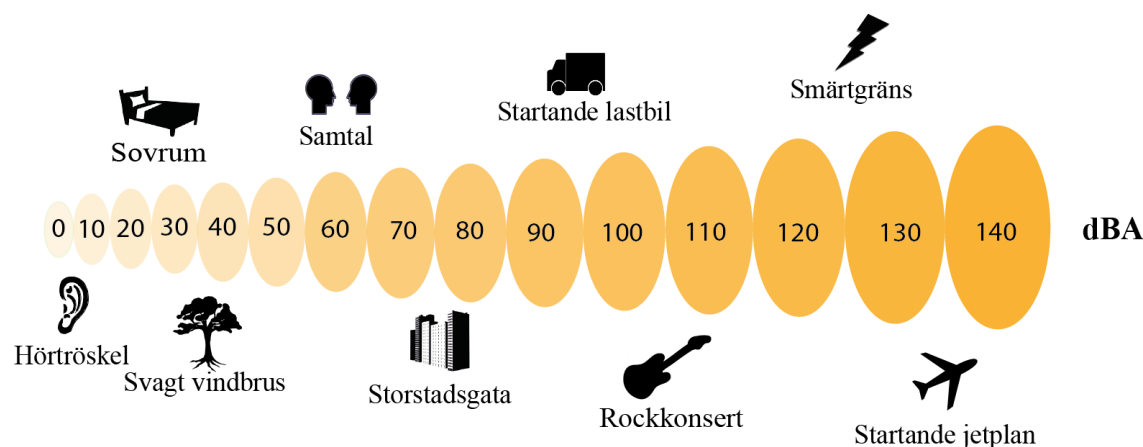 Sovrum
Samtal
Startande lastbil
Smärtgräns
0 10 20 30 40 50 60 70 80 90 100 110 120 130 140 dBA
Hörtröskel
Svagt vindbrus
Storstadsgata
Rockkonsert
Startande jetplan